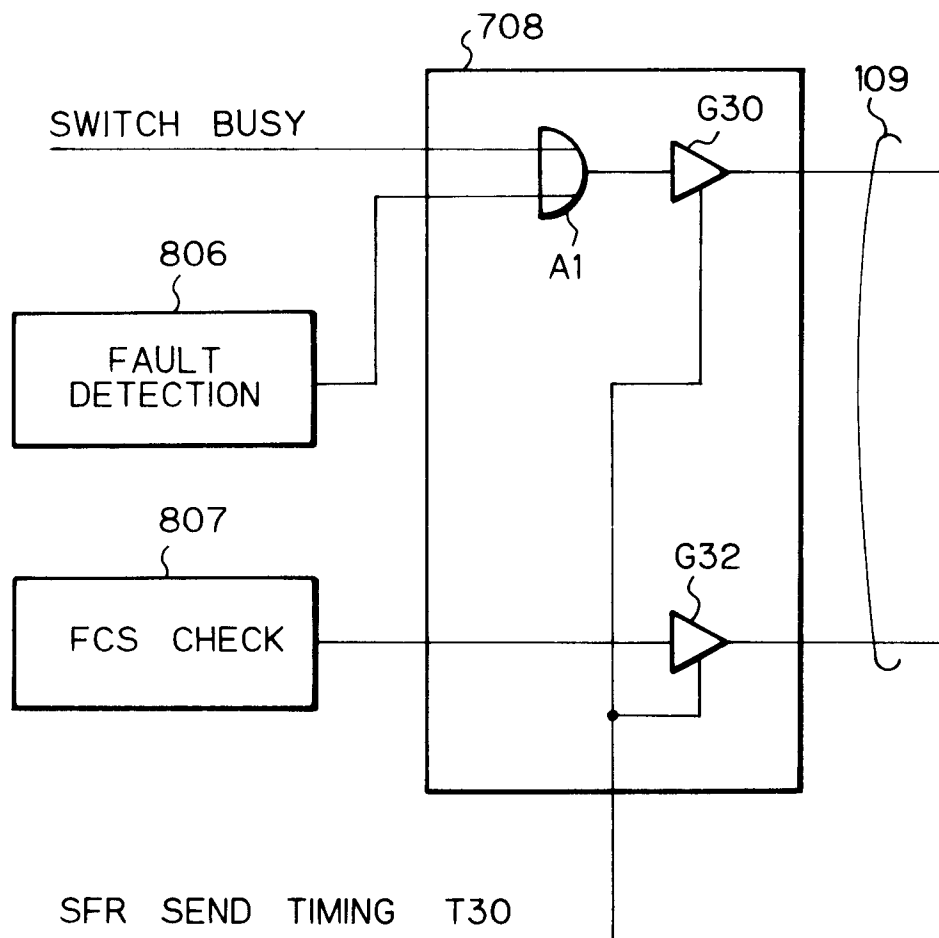 708
109
SWITCH BUSY
G30
A1
806
FAULT
DETECTION
807
G32
FCS CHECK
SFR SEND TIMING T30